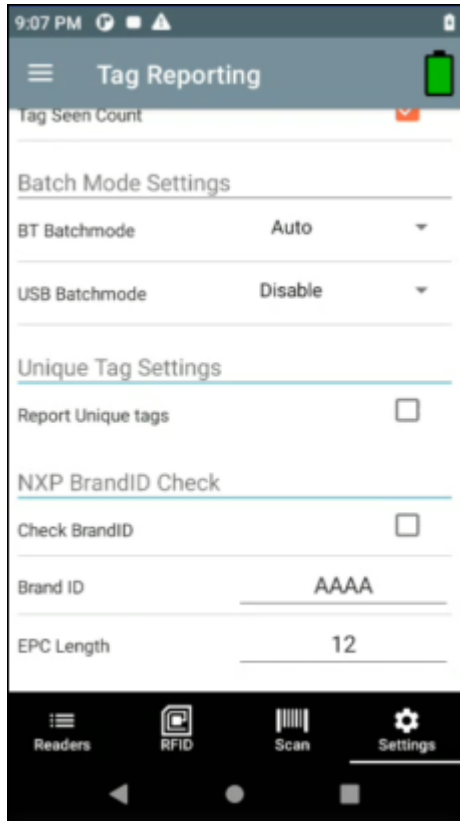 9:07 PM
Tag Reporting
Tag Seen Count
Batch Mode Settings
BT Batchmode Auto
USB Batchmode Disable
Unique Tag Settings
Report Unique tags
NXP BrandID Check
Check BrandID
Brand ID AAAA
EPC Length 12
Readers RFID Scan Settings